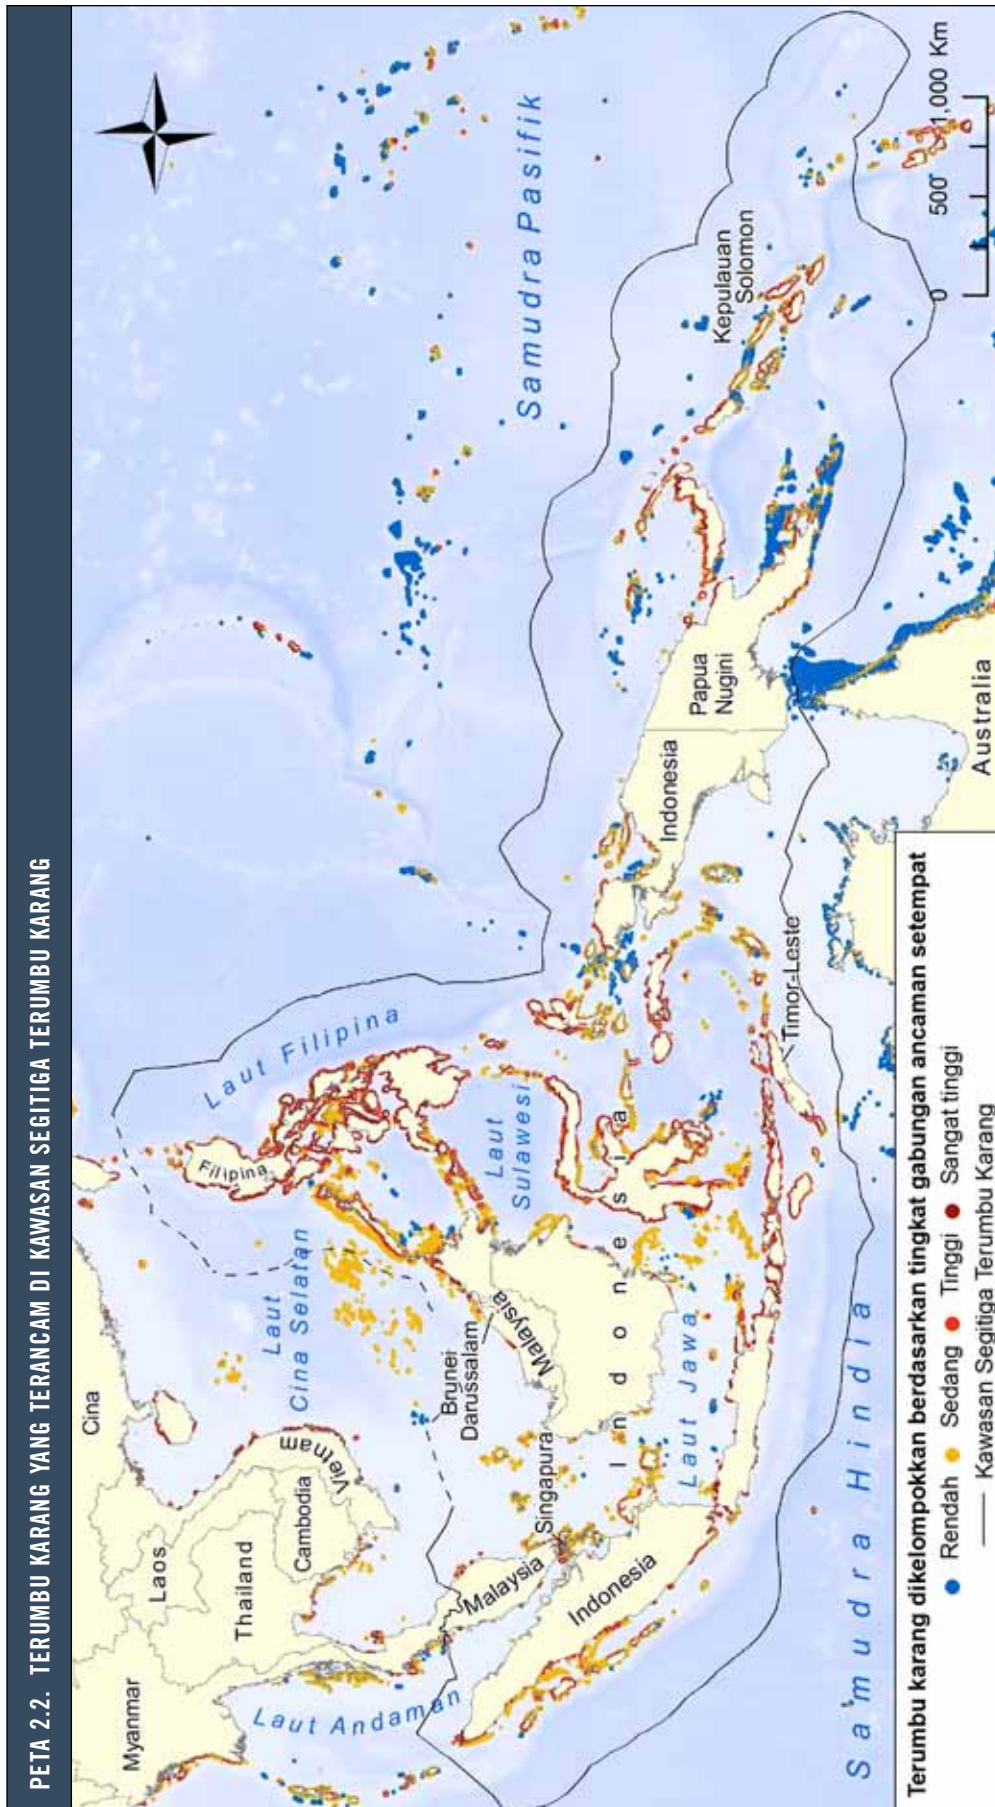 PETA 2.2. TERUMBU KARANG YANG TERANCAM DI KAWASAN SEGITIGA TERUMBU KARANG
Myanmar
Laos
Thailand
Cambodia
Vietnam
Cina
Laut Andaman
Laut
Cina Selatan
Laut Filipina
Filipina
Samudra Pasifik
Brunei
Darussalam
Malaysia
Singapura
Malaysia
Laut
Sulawesi
Indonesia
Indonesia
Laut Jawa
Indonesia
Papua
Nugini
Kepulauan
Solomon
Timor-Leste
Australia
Samudra Hindia
0 500 1,000 Km
Terumbu karang dikelompokkan berdasarkan tingkat gabungan ancaman setempat
Rendah Sedang Tinggi Sangat tinggi
Kawasan Segitiga Terumbu Karang